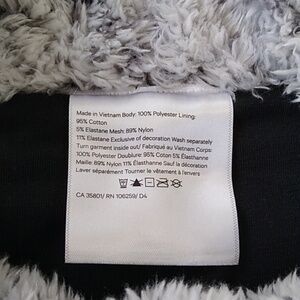 Made in Vietnam Body: 100% Polyester Lining:
95% Cotton
5% Elastane Mesh: 89% Nylon
11% Elastane Exclusive of decoration Wash separately
Turn garment inside out/ Fabriqué au Vietnam Corps:
100% Polyester Doublure: 95% Coton 5% Élasthanne
Maille: 89% Nylon 11% Élasthanne Sauf la décoration
Laver séparément Tourner le vêtement à l'envers
CA 35801/ RN 106259/ D4